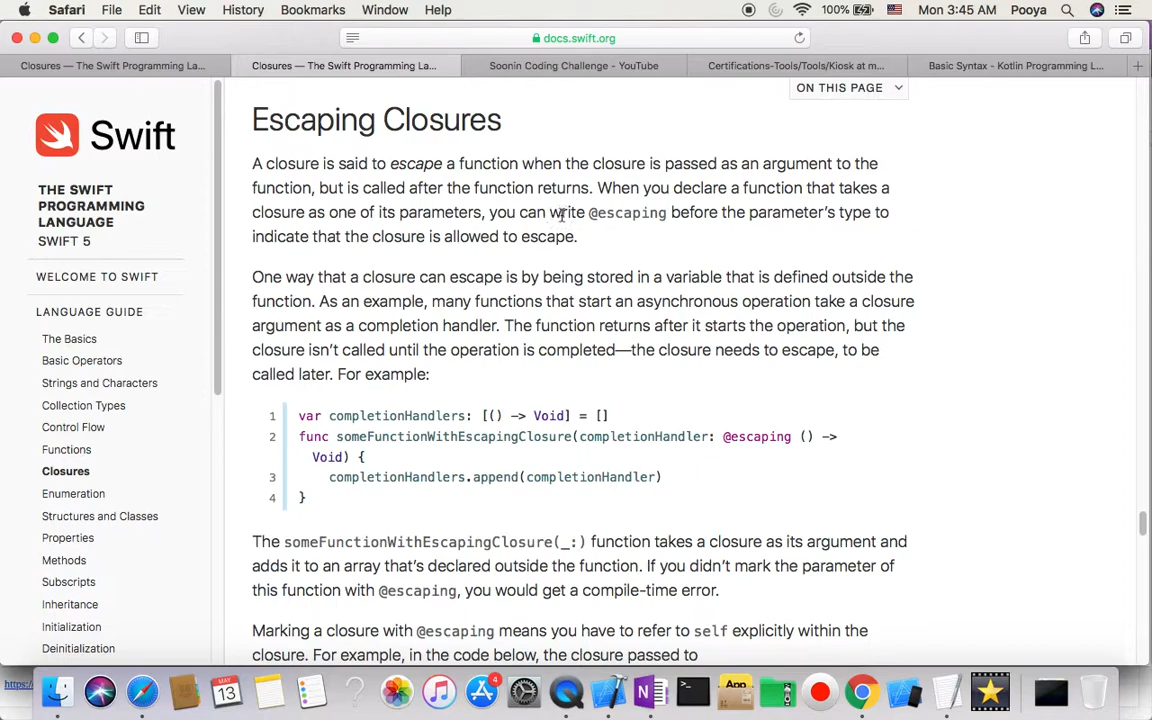 Safari File Edit View History Bookmarks Window Help 100% Mon 3:45 AM Pooya
docs.swift.org
Closures — The Swift Programming La... Closures — The Swift Programming La... Soonin Coding Challenge - YouTube Certifications-Tools/Tools/Kiosk at m... Basic Syntax - Kotlin Programming L...
ON THIS PAGE
Swift
THE SWIFT
PROGRAMMING
LANGUAGE
SWIFT 5
WELCOME TO SWIFT
LANGUAGE GUIDE
The Basics
Basic Operators
Strings and Characters
Collection Types
Control Flow
Functions
Closures
Enumeration
Structures and Classes
Properties
Methods
Subscripts
Inheritance
Initialization
Deinitialization
Escaping Closures
A closure is said to escape a function when the closure is passed as an argument to the
function, but is called after the function returns. When you declare a function that takes a
closure as one of its parameters, you can write @escaping before the parameter’s type to
indicate that the closure is allowed to escape.
One way that a closure can escape is by being stored in a variable that is defined outside the
function. As an example, many functions that start an asynchronous operation take a closure
argument as a completion handler. The function returns after it starts the operation, but the
closure isn’t called until the operation is completed—the closure needs to escape, to be
called later. For example:
1 var completionHandlers: [() -> Void] = []
2 func someFunctionWithEscapingClosure(completionHandler: @escaping () ->
Void) {
3 completionHandlers.append(completionHandler)
4 }
The someFunctionWithEscapingClosure(_:) function takes a closure as its argument and
adds it to an array that’s declared outside the function. If you didn’t mark the parameter of
this function with @escaping, you would get a compile-time error.
Marking a closure with @escaping means you have to refer to self explicitly within the
closure. For example, in the code below, the closure passed to
https:/
MAY
13
4
App